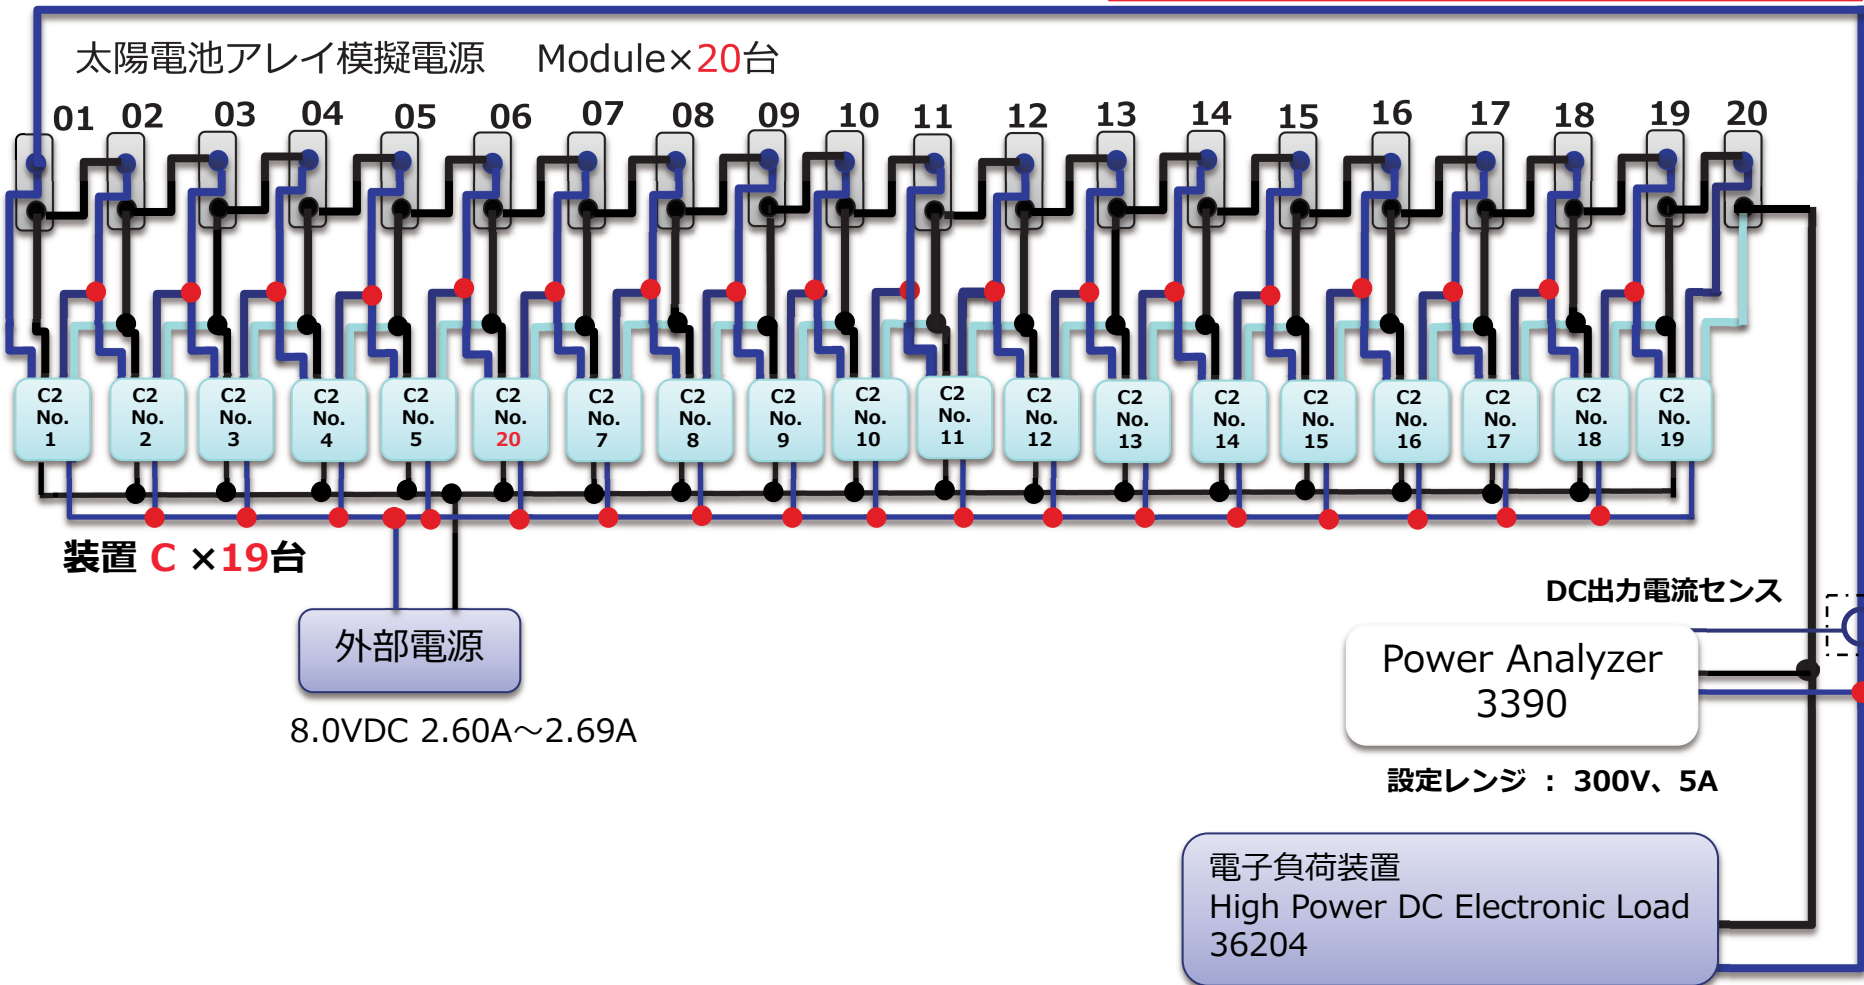 太陽電池アレイ模擬電源 Module×20台
01 02 03 04 05 06 07 08 09 10 11 12 13 14 15 16 17 18 19 20
C2 No. 1
C2 No. 2
C2 No. 3
C2 No. 4
C2 No. 5
C2 No. 20
C2 No. 7
C2 No. 8
C2 No. 9
C2 No. 10
C2 No. 11
C2 No. 12
C2 No. 13
C2 No. 14
C2 No. 15
C2 No. 16
C2 No. 17
C2 No. 18
C2 No. 19
装置 C ×19台
外部電源
8.0VDC 2.60A～2.69A
DC出力電流センス
Power Analyzer
3390
設定レンジ ： 300V、5A
電子負荷装置
High Power DC Electronic Load
36204